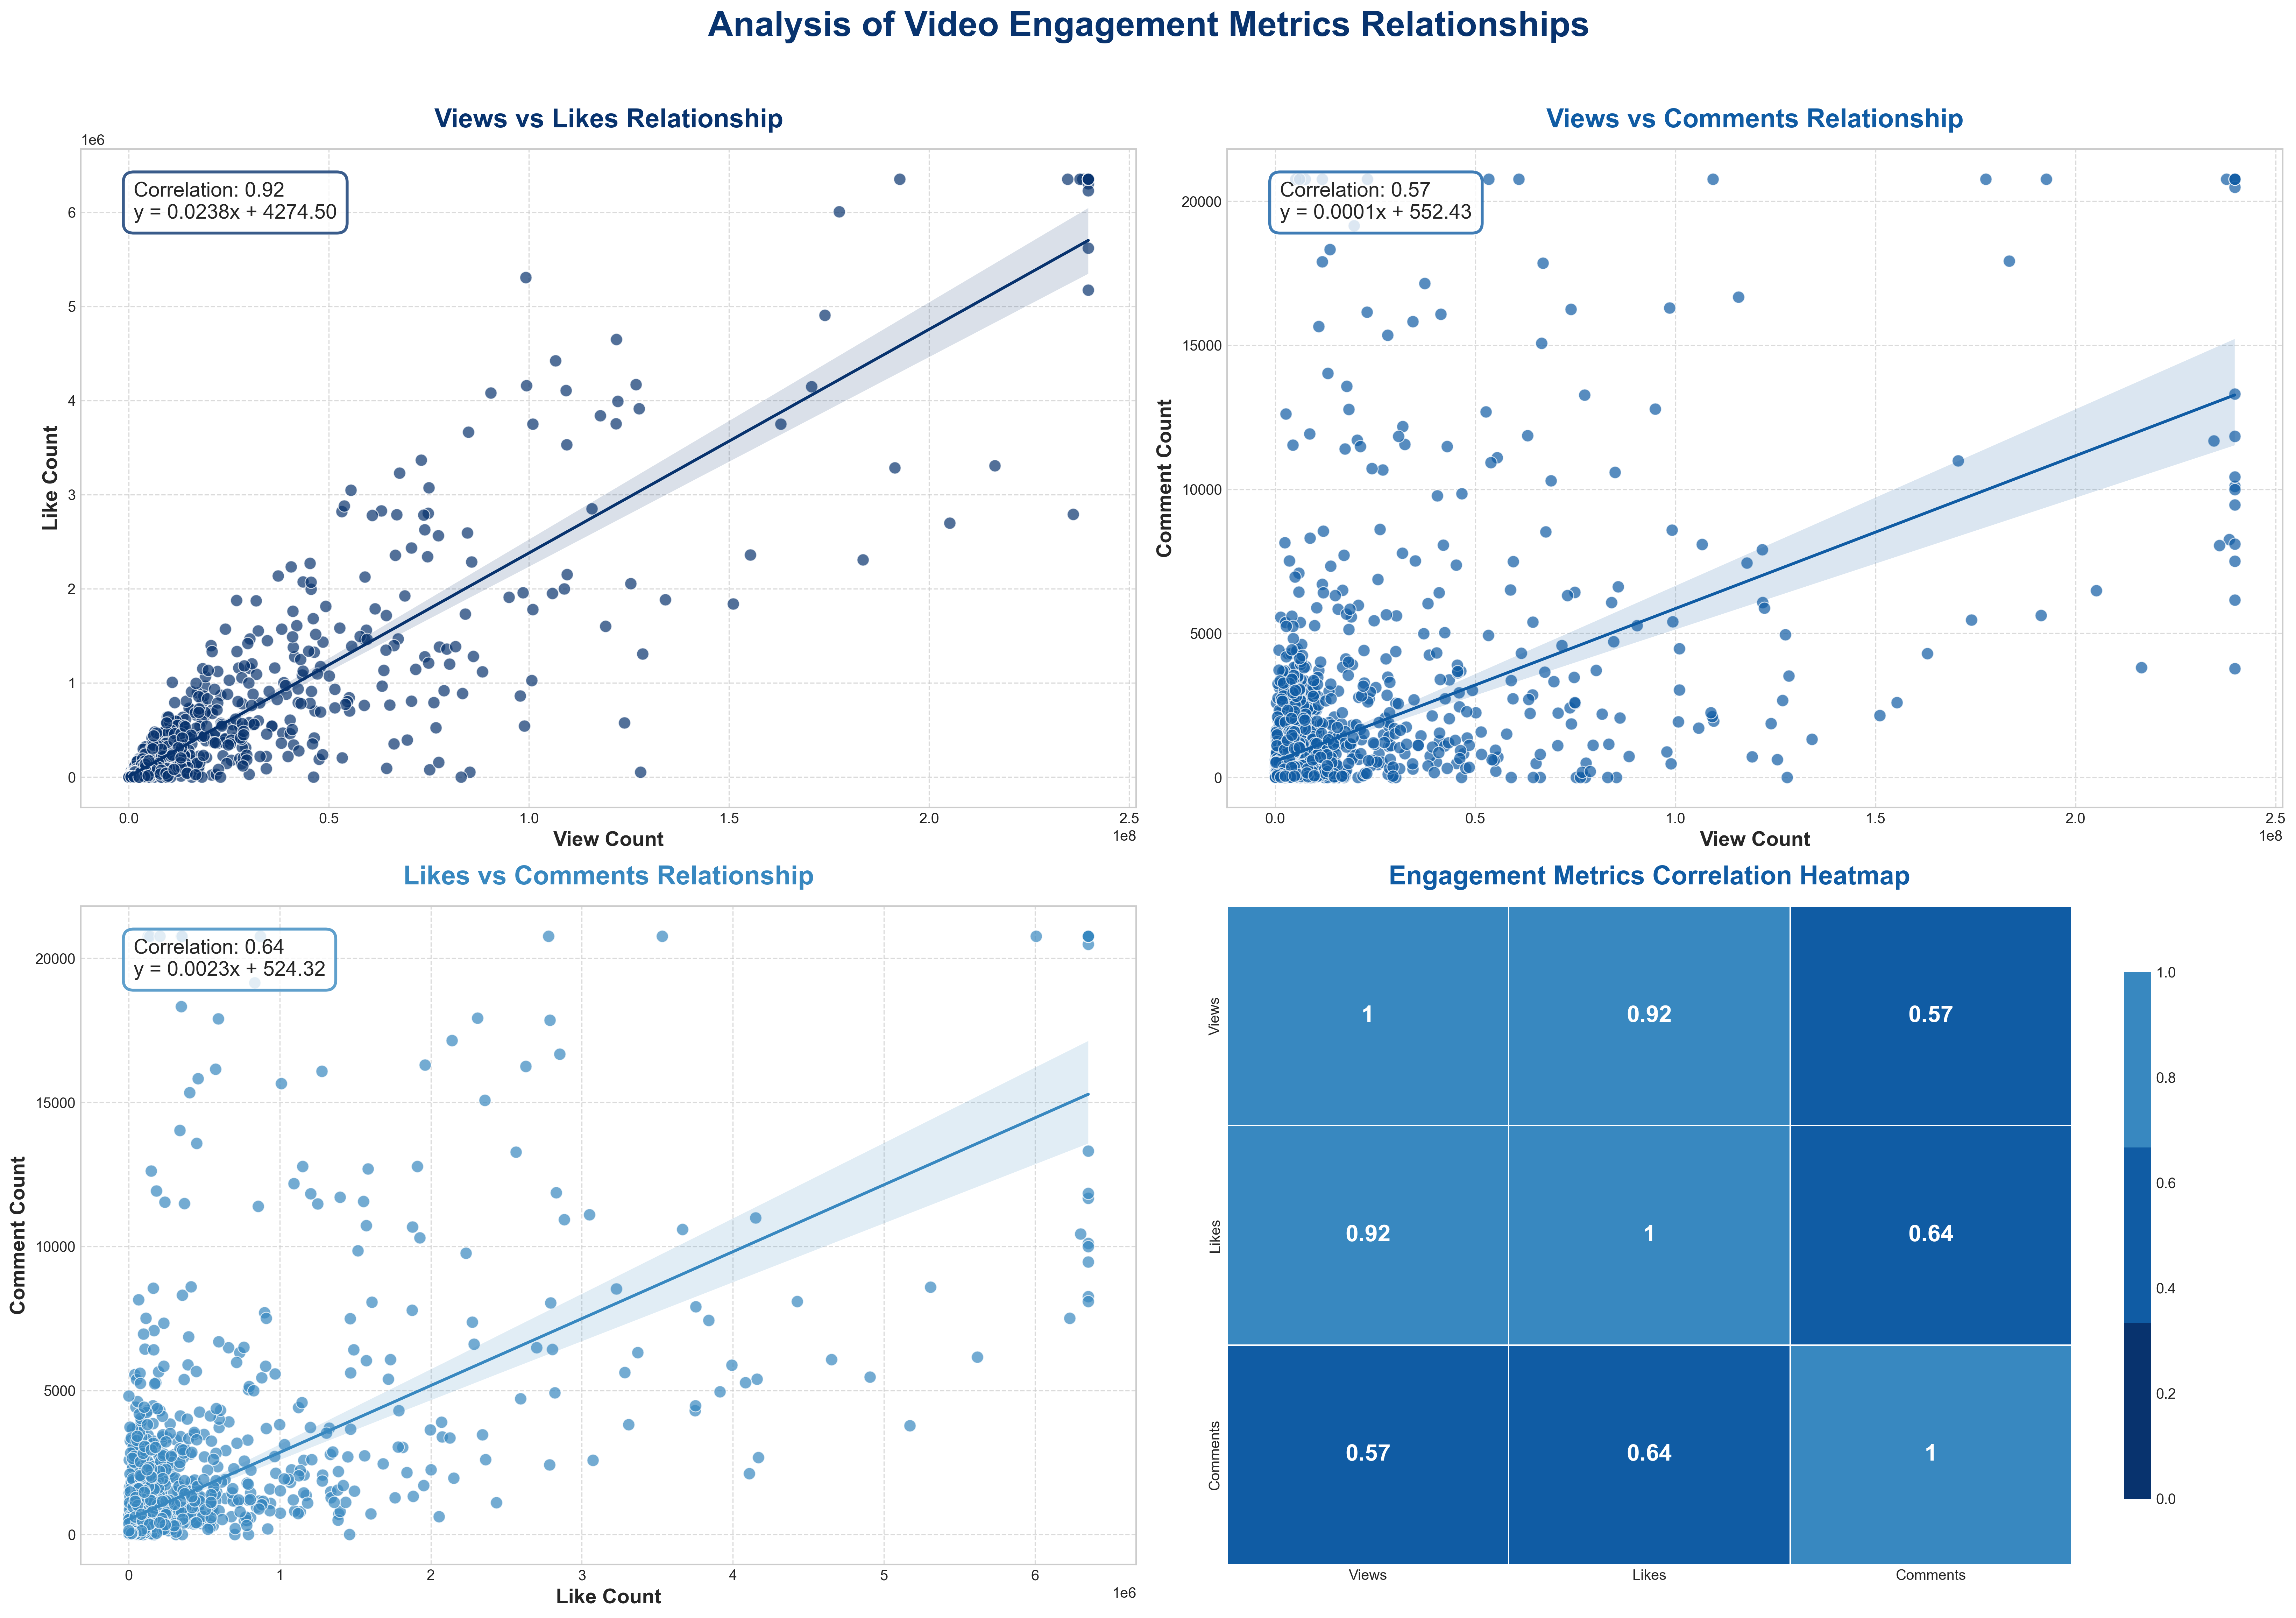 Analysis of Video Engagement Metrics Relationships
Views vs Likes Relationship
1e6
Correlation: 0.92
y = 0.0238x + 4274.50
6
5
4
3
2
1
0
Like Count
0.0 0.5 1.0 1.5 2.0 2.5
1e8
View Count
Views vs Comments Relationship
Correlation: 0.57
y = 0.0001x + 552.43
20000
15000
10000
5000
0
Comment Count
0.0 0.5 1.0 1.5 2.0 2.5
1e8
View Count
Likes vs Comments Relationship
Correlation: 0.64
y = 0.0023x + 524.32
20000
15000
10000
5000
0
Comment Count
0 1 2 3 4 5 6
1e6
Like Count
Engagement Metrics Correlation Heatmap
Views
1 0.92 0.57
Likes
0.92 1 0.64
Comments
0.57 0.64 1
Views Likes Comments
1.0
0.8
0.6
0.4
0.2
0.0